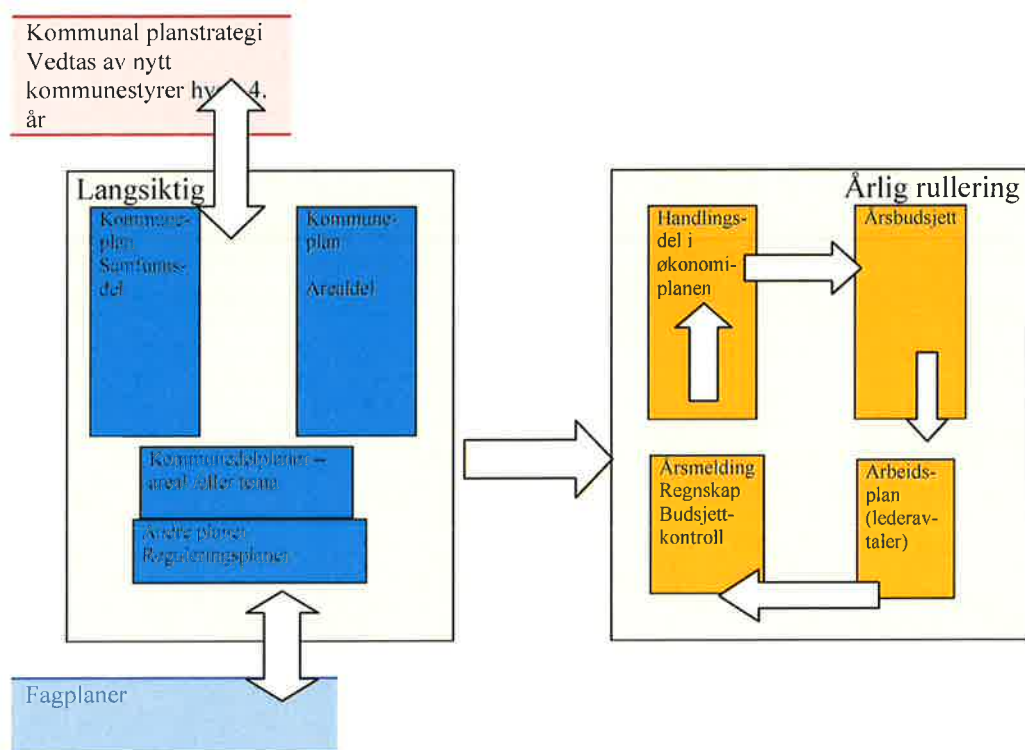 Kommunal planstrategi
Vedtas av nytt
kommunestyrer 4.
år
Langsiktig
Kommune-
plan
Samfunns-
del
Kommune-
plan
Arealdel
Kommunedelplaner –
areal eller tema
Andre planer
Reguleringsplaner
Fagplaner
Årlig rullering
Handlings-
del i
økonomi-
planen
Årsbudsjett
Årsmelding
Regnskap
Budsjett-
kontroll
Arbeids-
plan
(lederav-
taler)